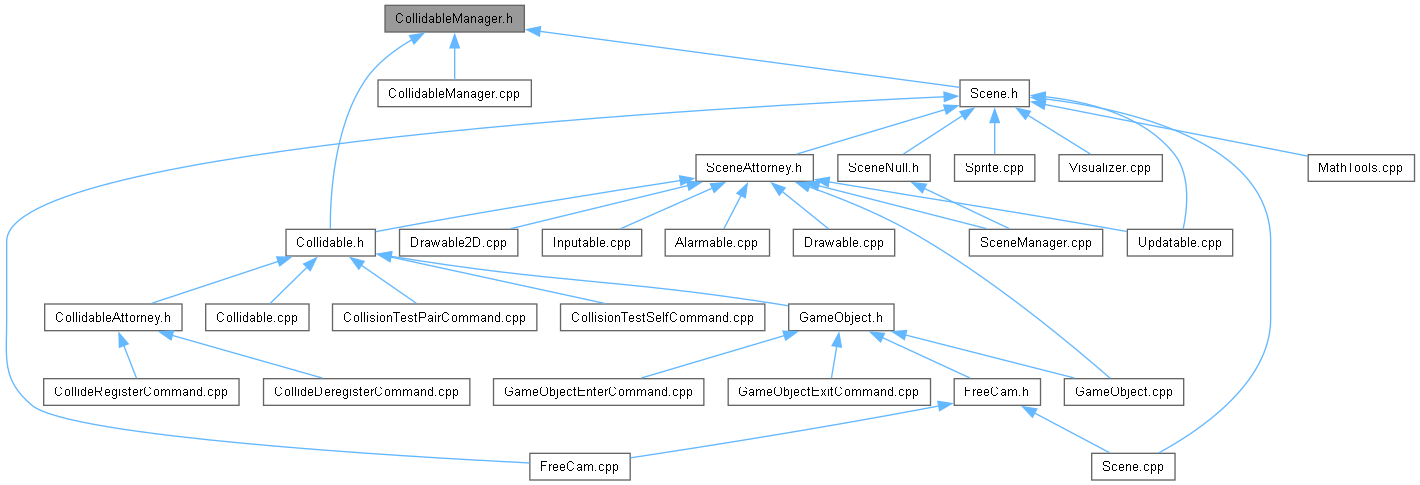 CollidableManager.h
CollidableManager.cpp
Scene.h
SceneAttorney.h
SceneNull.h
Sprite.cpp
Visualizer.cpp
MathTools.cpp
Collidable.h
Drawable2D.cpp
Inputable.cpp
Alarmable.cpp
Drawable.cpp
SceneManager.cpp
Updatable.cpp
CollidableAttorney.h
Collidable.cpp
CollisionTestPairCommand.cpp
CollisionTestSelfCommand.cpp
GameObject.h
CollideRegisterCommand.cpp
CollideDeregisterCommand.cpp
GameObjectEnterCommand.cpp
GameObjectExitCommand.cpp
FreeCam.h
GameObject.cpp
FreeCam.cpp
Scene.cpp